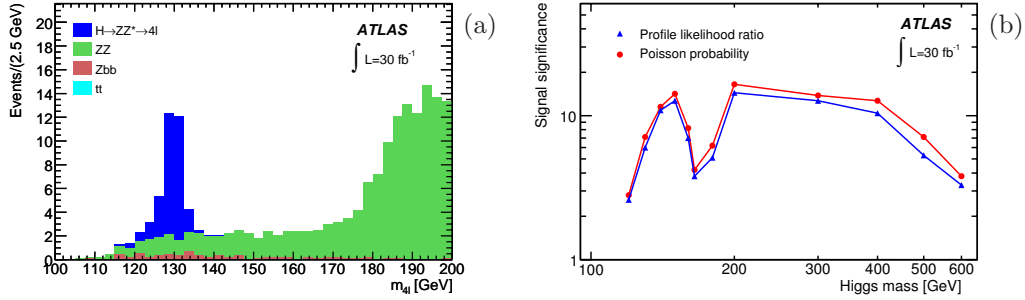 Events/(2.5 GeV)
20
18
16
14
12
10
8
6
4
2
0
H→ZZ*→4l
ZZ
Zbb
tt
ATLAS
∫ L=30 fb⁻¹
(a)
100 110 120 130 140 150 160 170 180 190 200
m4l [GeV]
Signal significance
10
1
Profile likelihood ratio
Poisson probability
ATLAS
∫ L=30 fb⁻¹
(b)
100 200 300 400 500 600
Higgs mass [GeV]